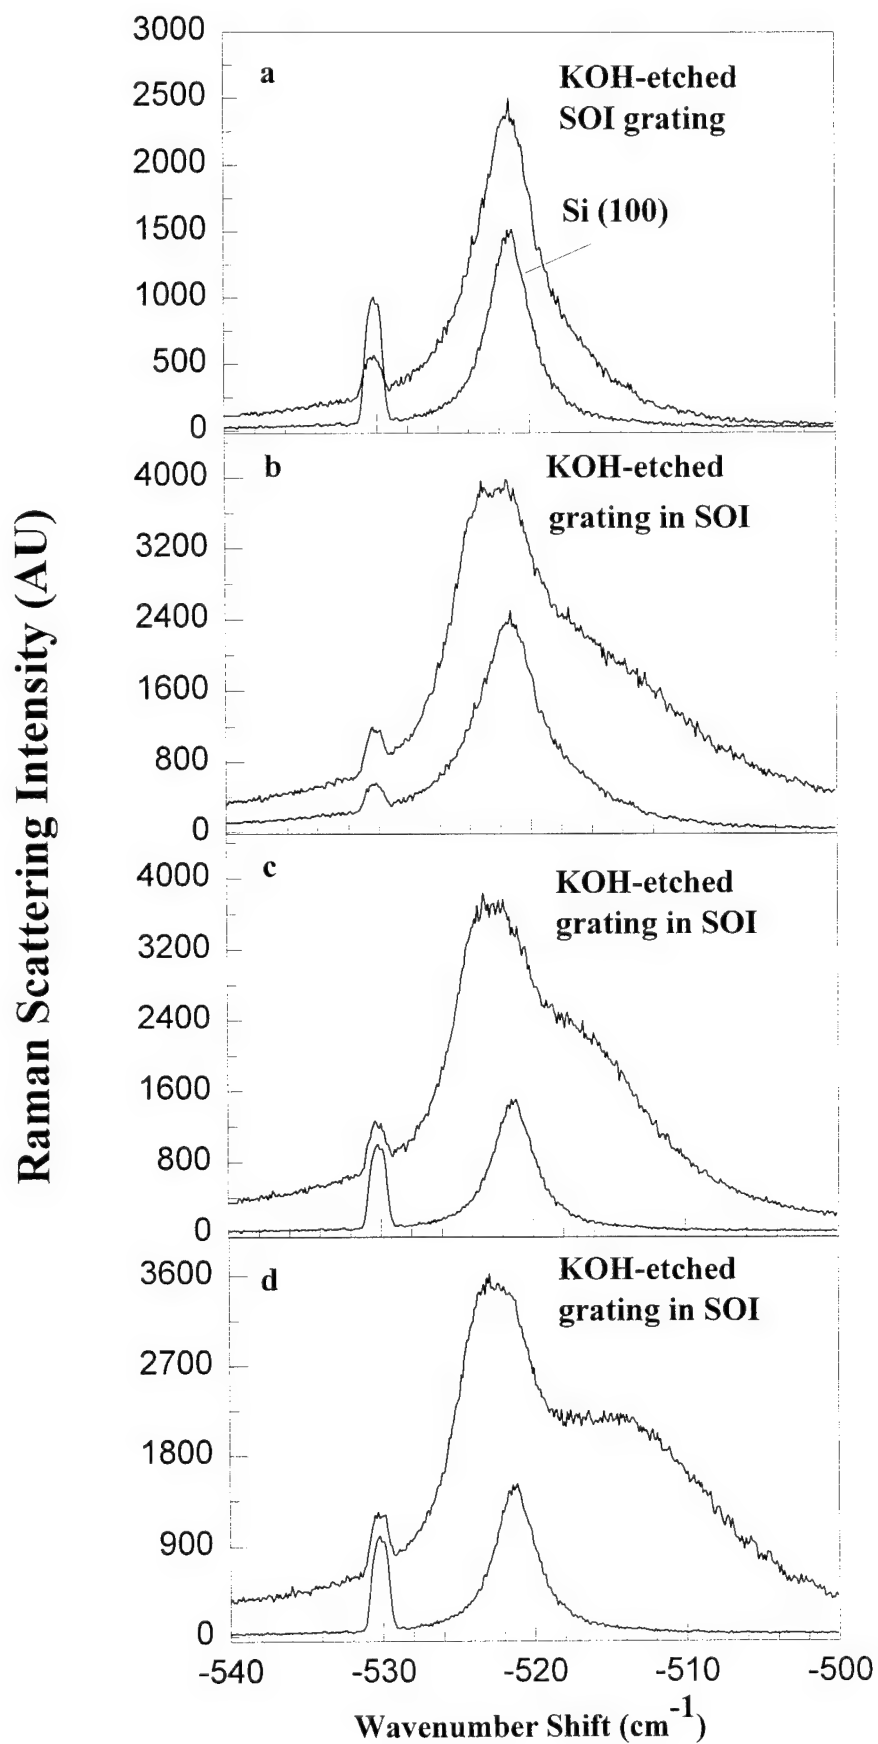 Raman Scattering Intensity (AU)
3000
2500
2000
1500
1000
500
0
a
KOH-etched
SOI grating
Si (100)
4000
3200
2400
1600
800
0
b
KOH-etched
grating in SOI
4000
3200
2400
1600
800
0
c
KOH-etched
grating in SOI
3600
2700
1800
900
0
d
KOH-etched
grating in SOI
-540 -530 -520 -510 -500
Wavenumber Shift (cm-1)